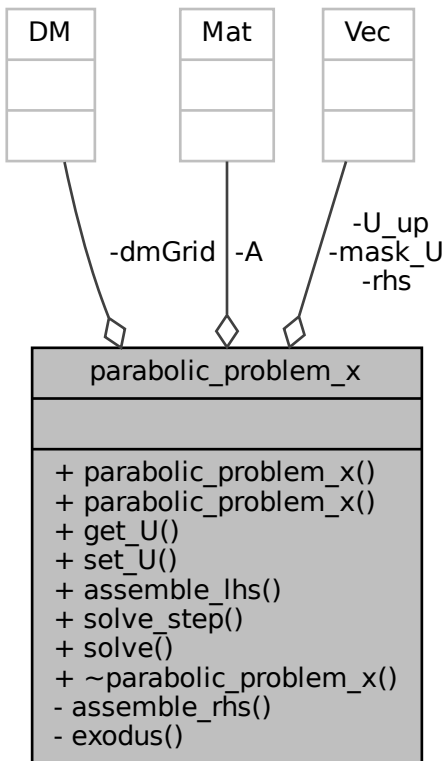 DM
Mat
Vec
-dmGrid
-A
-U_up
-mask_U
-rhs
parabolic_problem_x
+ parabolic_problem_x()
+ parabolic_problem_x()
+ get_U()
+ set_U()
+ assemble_lhs()
+ solve_step()
+ solve()
+ ~parabolic_problem_x()
- assemble_rhs()
- exodus()